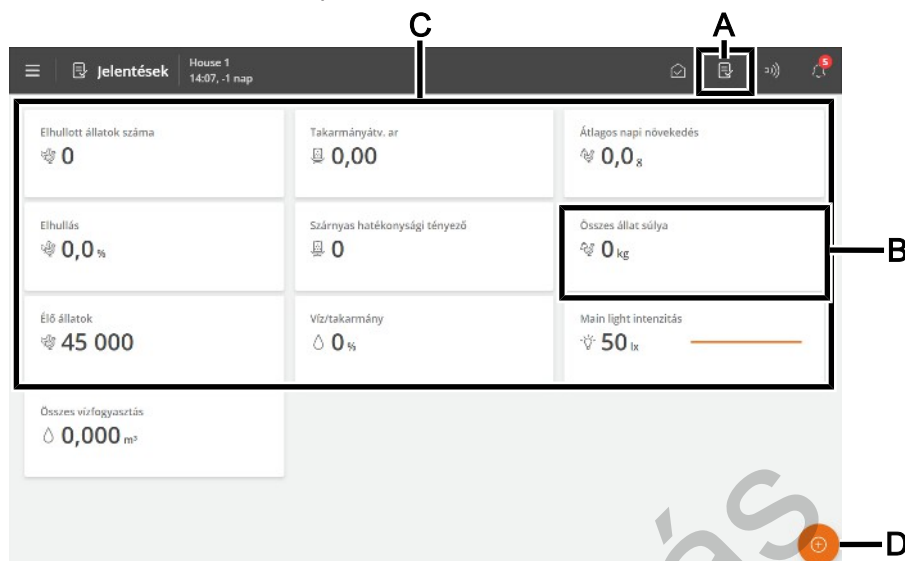 C
A
Jelentések
House 1
14:07, -1 nap
5
Elhullott állatok száma
0
Takarmányátv. ar
0,00
Átlagos napi növekedés
0,0 g
Elhullás
0,0 %
Szárnyas hatékonysági tényező
0
Összes állat súlya
0 kg
B
Élő állatok
45 000
Víz/takarmány
0 %
Main light intenzitás
50 lx
Összes vízfogyasztás
0,000 m³
ás
D